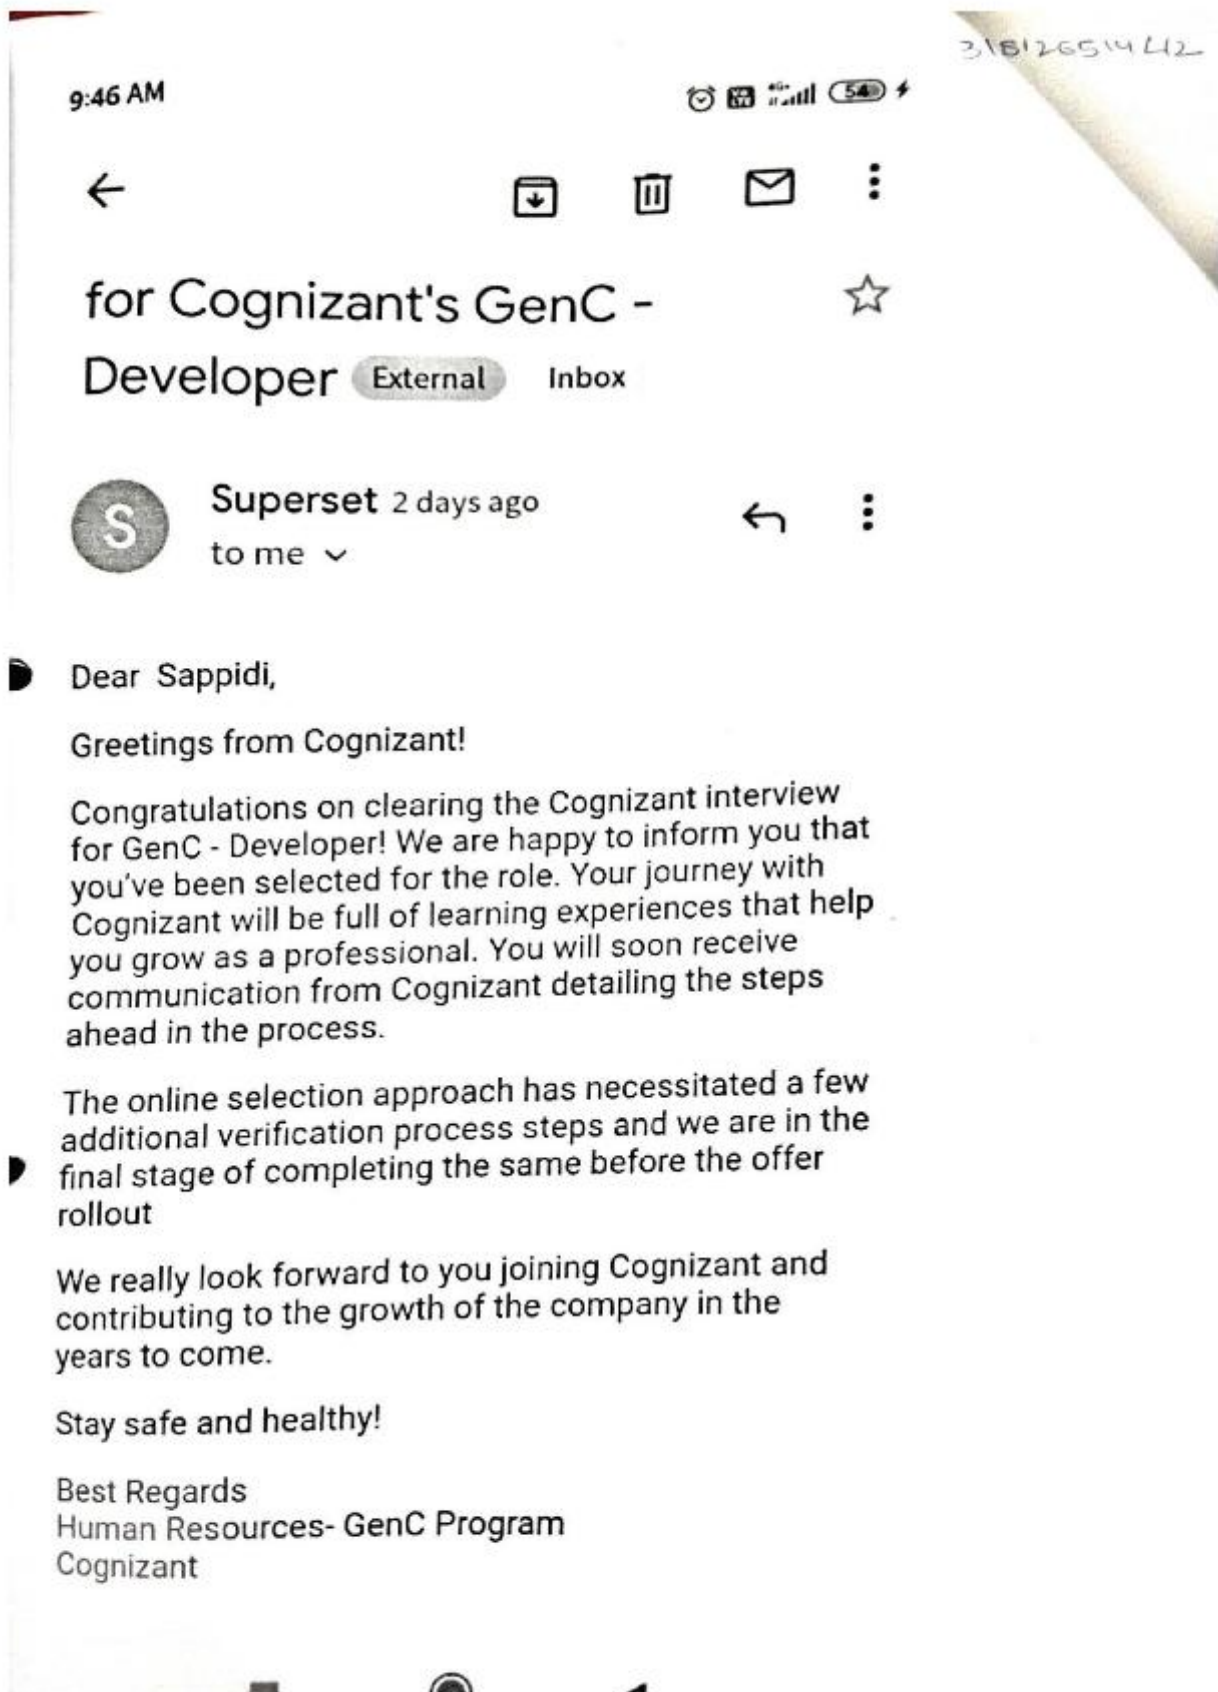 318126514L12
9:46 AM
54
for Cognizant's GenC -
Developer External Inbox
S
Superset 2 days ago
to me
Dear Sappidi,
Greetings from Cognizant!
Congratulations on clearing the Cognizant interview
for GenC - Developer! We are happy to inform you that
you've been selected for the role. Your journey with
Cognizant will be full of learning experiences that help
you grow as a professional. You will soon receive
communication from Cognizant detailing the steps
ahead in the process.
The online selection approach has necessitated a few
additional verification process steps and we are in the
final stage of completing the same before the offer
rollout
We really look forward to you joining Cognizant and
contributing to the growth of the company in the
years to come.
Stay safe and healthy!
Best Regards
Human Resources- GenC Program
Cognizant